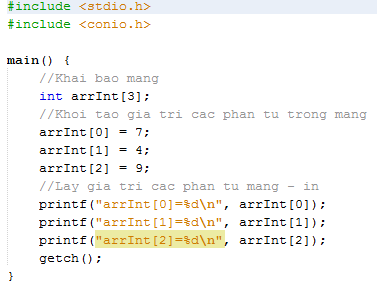 #include <stdio.h>
#include <conio.h>
main() {
//Khai bao mang
int arrInt[3];
//Khoi tao gia tri cac phan tu trong mang
arrInt[0] = 7;
arrInt[1] = 4;
arrInt[2] = 9;
//Lay gia tri cac phan tu mang - in
printf("arrInt[0]=%d\n", arrInt[0]);
printf("arrInt[1]=%d\n", arrInt[1]);
printf("arrInt[2]=%d\n", arrInt[2]);
getch();
}